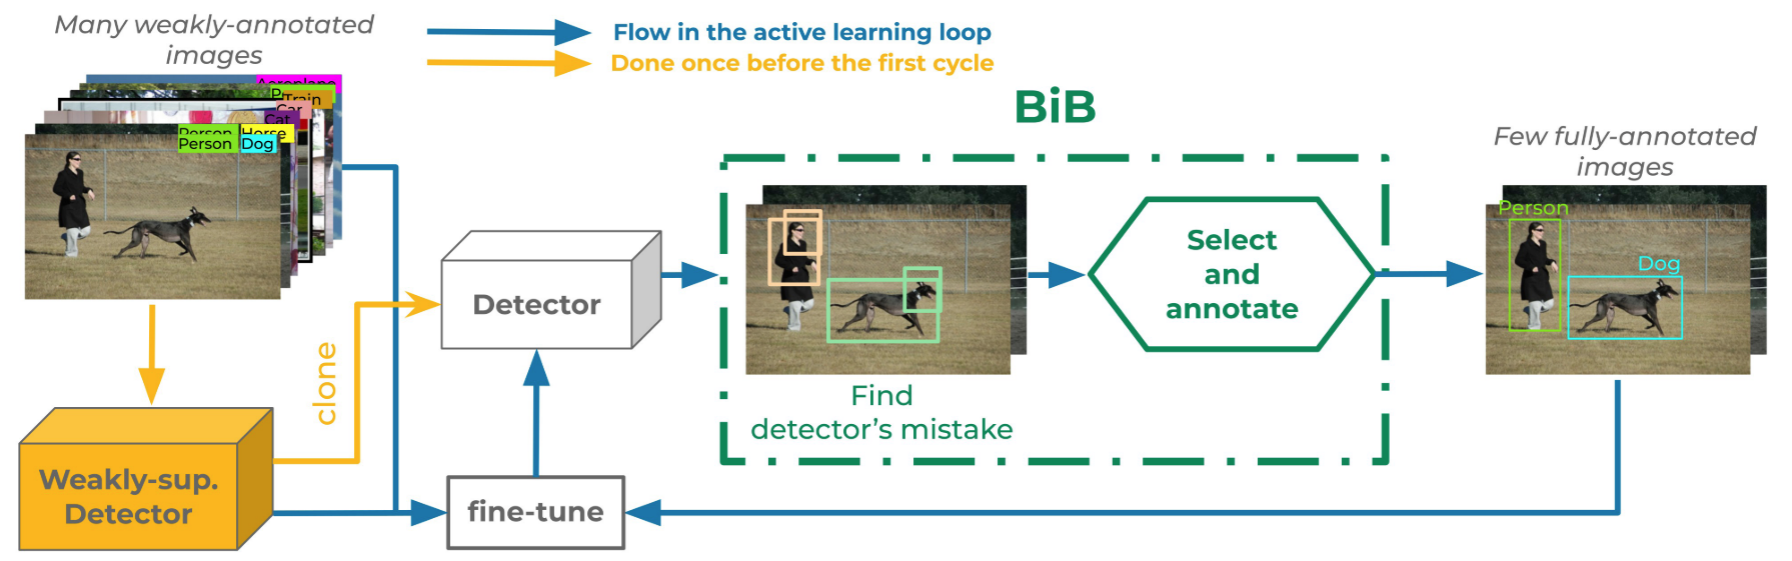 Many weakly-annotated
images
Flow in the active learning loop
Done once before the first cycle
Aeroplane
Train
Car
Cat
Person Horse
Person Dog
BiB
Few fully-annotated
images
Person
Dog
Select
and
annotate
Detector
Find
detector's mistake
clone
Weakly-sup.
Detector
fine-tune